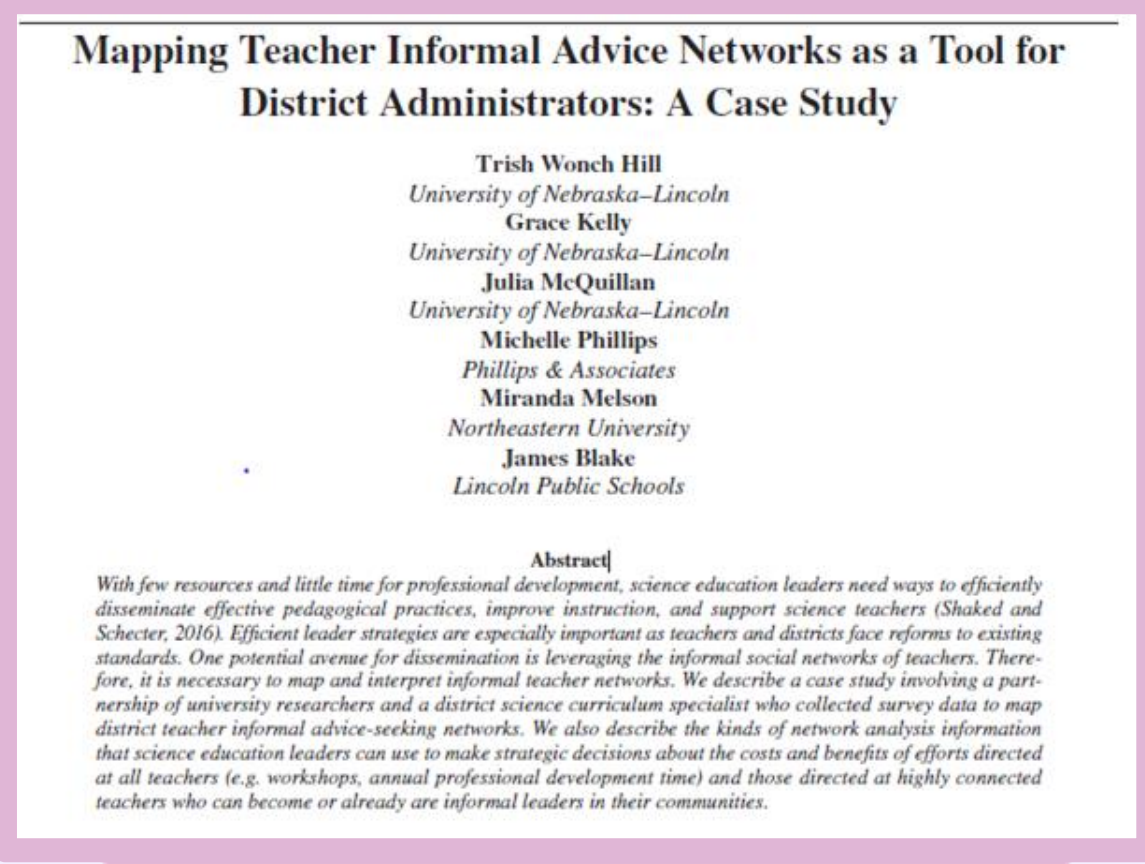 Mapping Teacher Informal Advice Networks as a Tool for
District Administrators: A Case Study
Trish Wonch Hill
University of Nebraska–Lincoln
Grace Kelly
University of Nebraska–Lincoln
Julia McQuillan
University of Nebraska–Lincoln
Michelle Phillips
Phillips & Associates
Miranda Melson
Northeastern University
James Blake
Lincoln Public Schools
Abstract
With few resources and little time for professional development, science education leaders need ways to efficiently
disseminate effective pedagogical practices, improve instruction, and support science teachers (Shaked and
Schecter, 2016). Efficient leader strategies are especially important as teachers and districts face reforms to existing
standards. One potential avenue for dissemination is leveraging the informal social networks of teachers. There-
fore, it is necessary to map and interpret informal teacher networks. We describe a case study involving a part-
nership of university researchers and a district science curriculum specialist who collected survey data to map
district teacher informal advice-seeking networks. We also describe the kinds of network analysis information
that science education leaders can use to make strategic decisions about the costs and benefits of efforts directed
at all teachers (e.g. workshops, annual professional development time) and those directed at highly connected
teachers who can become or already are informal leaders in their communities.